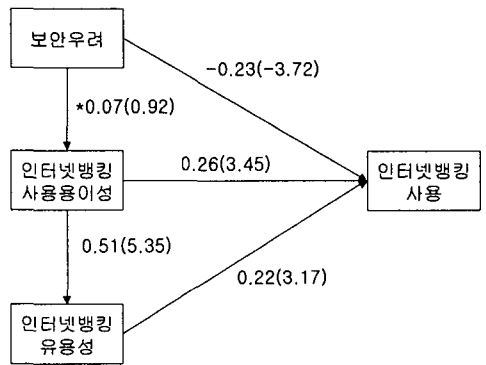 보안우려
-0.23(-3.72)
*0.07(0.92)
인터넷뱅킹
사용용이성
0.26(3.45)
인터넷뱅킹
사용
0.51(5.35)
0.22(3.17)
인터넷뱅킹
유용성